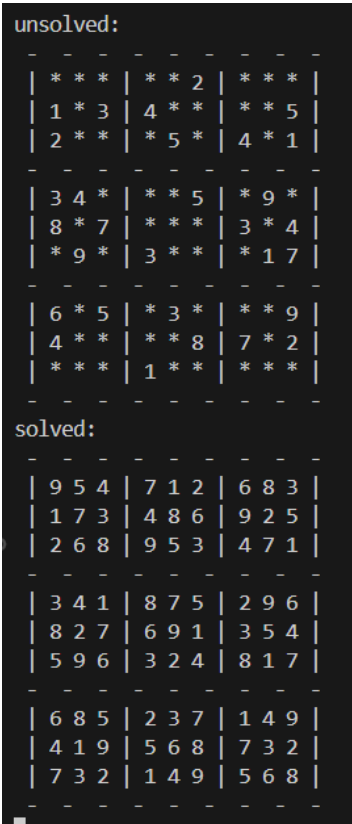 unsolved:
- - - - - - - - -
| * * * | * * 2 | * * * |
| 1 * 3 | 4 * * | * * 5 |
| 2 * * | * 5 * | 4 * 1 |
- - - - - - - - -
| 3 4 * | * * 5 | * 9 * |
| 8 * 7 | * * * | 3 * 4 |
| * 9 * | 3 * * | * 1 7 |
- - - - - - - - -
| 6 * 5 | * 3 * | * * 9 |
| 4 * * | * * 8 | 7 * 2 |
| * * * | 1 * * | * * * |
- - - - - - - - -
solved:
- - - - - - - - -
| 9 5 4 | 7 1 2 | 6 8 3 |
| 1 7 3 | 4 8 6 | 9 2 5 |
| 2 6 8 | 9 5 3 | 4 7 1 |
- - - - - - - - -
| 3 4 1 | 8 7 5 | 2 9 6 |
| 8 2 7 | 6 9 1 | 3 5 4 |
| 5 9 6 | 3 2 4 | 8 1 7 |
- - - - - - - - -
| 6 8 5 | 2 3 7 | 1 4 9 |
| 4 1 9 | 5 6 8 | 7 3 2 |
| 7 3 2 | 1 4 9 | 5 6 8 |
- - - - - - - - -